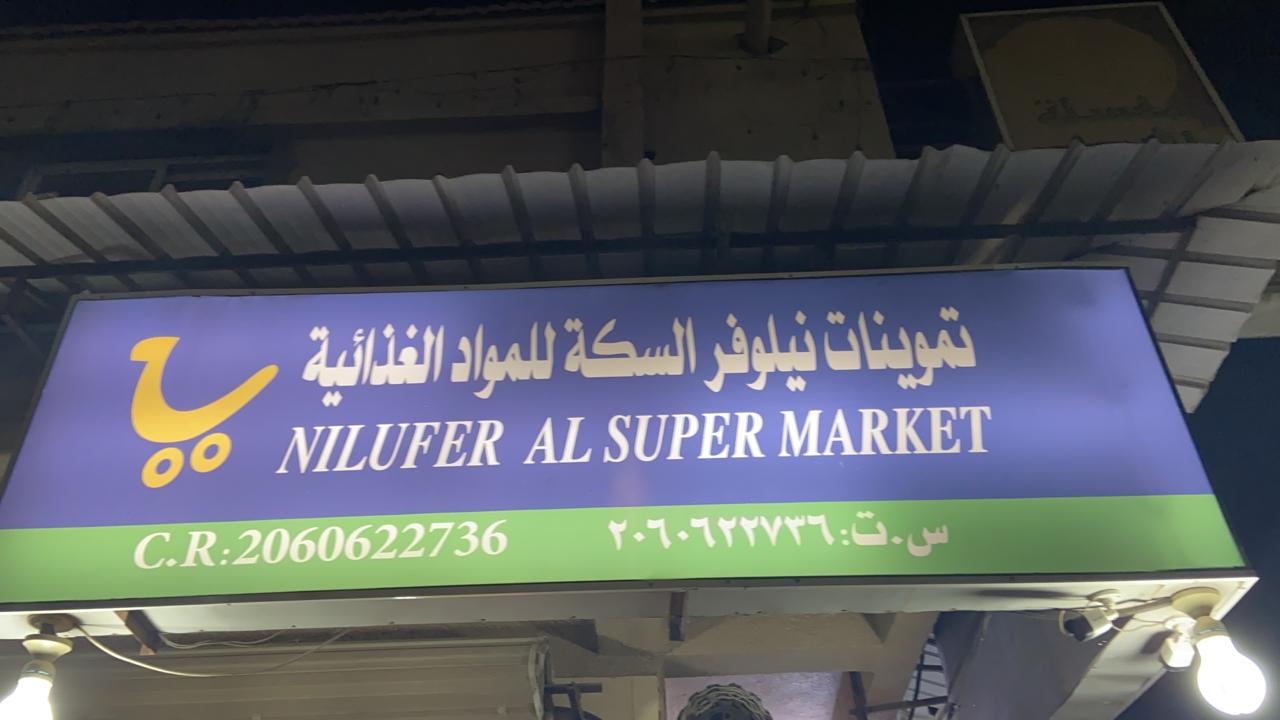 تموينات نيلوفر السكة للمواد الغذائية
NILUFER AL SUPER MARKET
C.R:2060622736
س.ت:٢٠٦٠٦٢٢٧٣٦